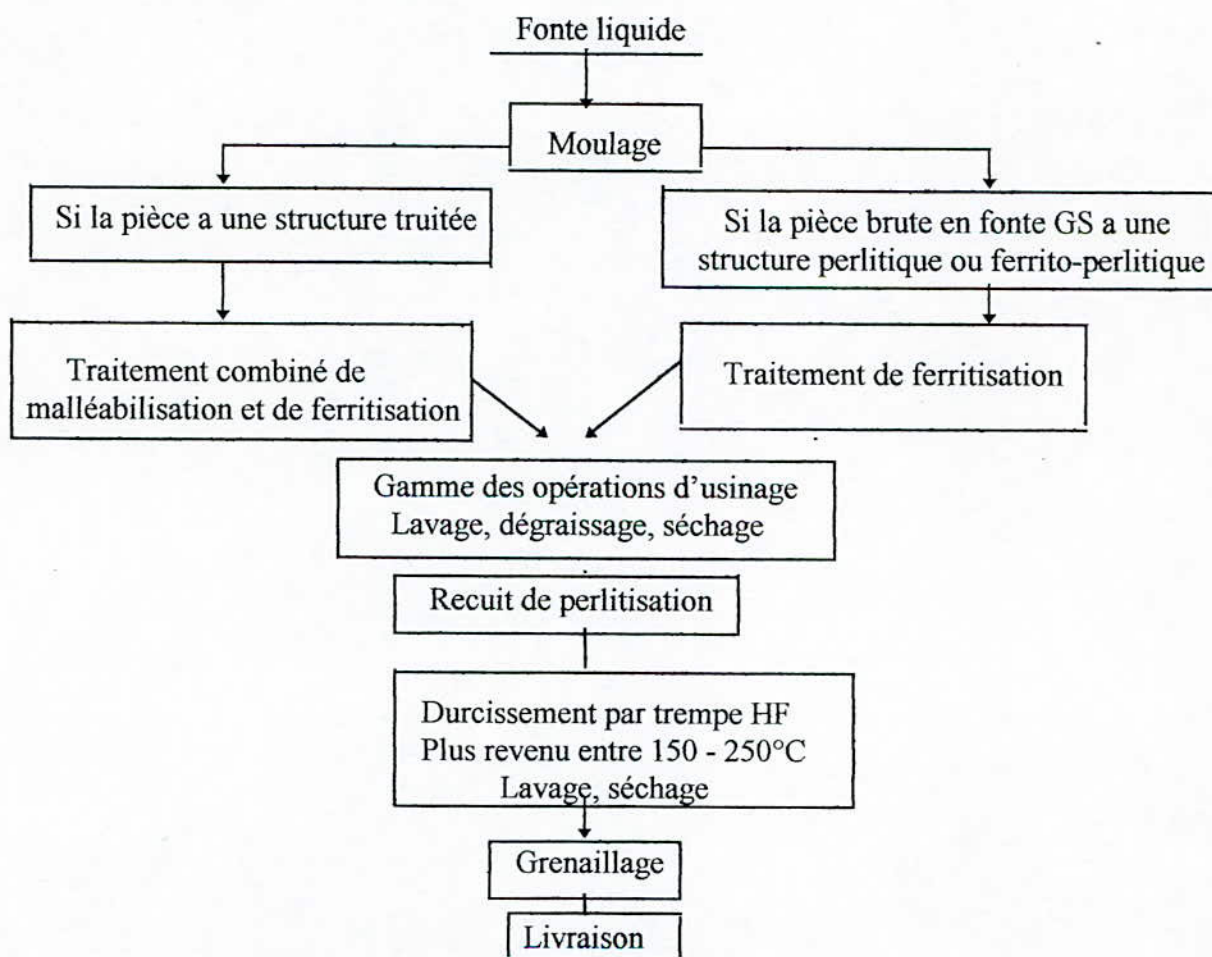 Fonte liquide
Moulage
Si la pièce a une structure truitée
Si la pièce brute en fonte GS a une
structure perlitique ou ferrito-perlitique
Traitement combiné de
malléabilisation et de ferritisation
Traitement de ferritisation
Gamme des opérations d'usinage
Lavage, dégraissage, séchage
Recuit de perlitisation
Durcissement par trempe HF
Plus revenu entre 150 - 250°C
Lavage, séchage
Grenaillage
Livraison